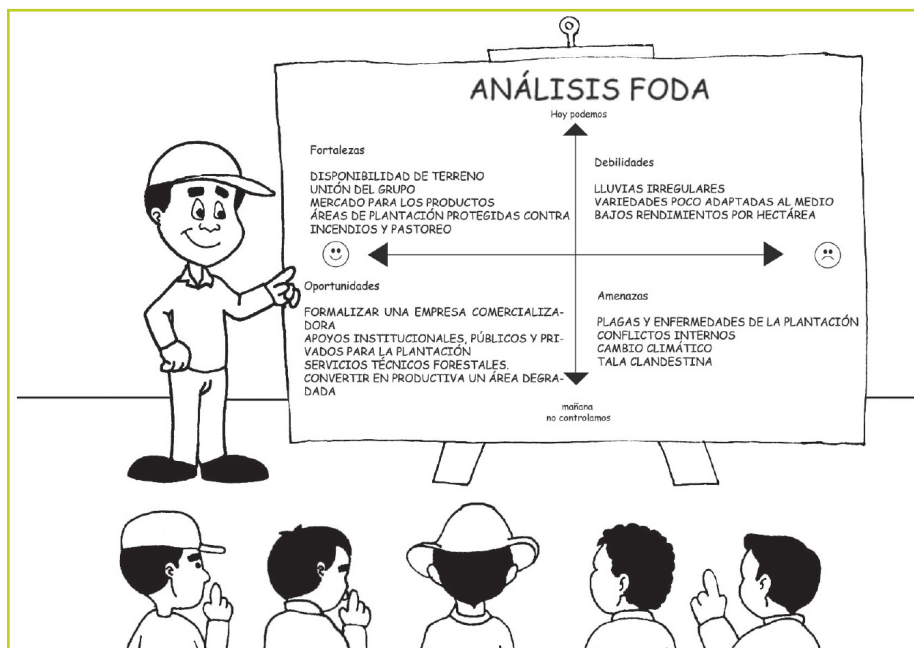 ANÁLISIS FODA
Hoy podemos
Fortalezas
DISPONIBILIDAD DE TERRENO
UNIÓN DEL GRUPO
MERCADO PARA LOS PRODUCTOS
ÁREAS DE PLANTACIÓN PROTEGIDAS CONTRA
INCENDIOS Y PASTOREO
Debilidades
LLUVIAS IRREGULARES
VARIEDADES POCO ADAPTADAS AL MEDIO
BAJOS RENDIMIENTOS POR HECTÁREA
Oportunidades
FORMALIZAR UNA EMPRESA COMERCIALIZA-
DORA
APOYOS INSTITUCIONALES, PÚBLICOS Y PRI-
VADOS PARA LA PLANTACIÓN
SERVICIOS TÉCNICOS FORESTALES.
CONVERTIR EN PRODUCTIVA UN ÁREA DEGRA-
DADA
Amenazas
PLAGAS Y ENFERMEDADES DE LA PLANTACIÓN
CONFLICTOS INTERNOS
CAMBIO CLIMÁTICO
TALA CLANDESTINA
mañana
no controlamos